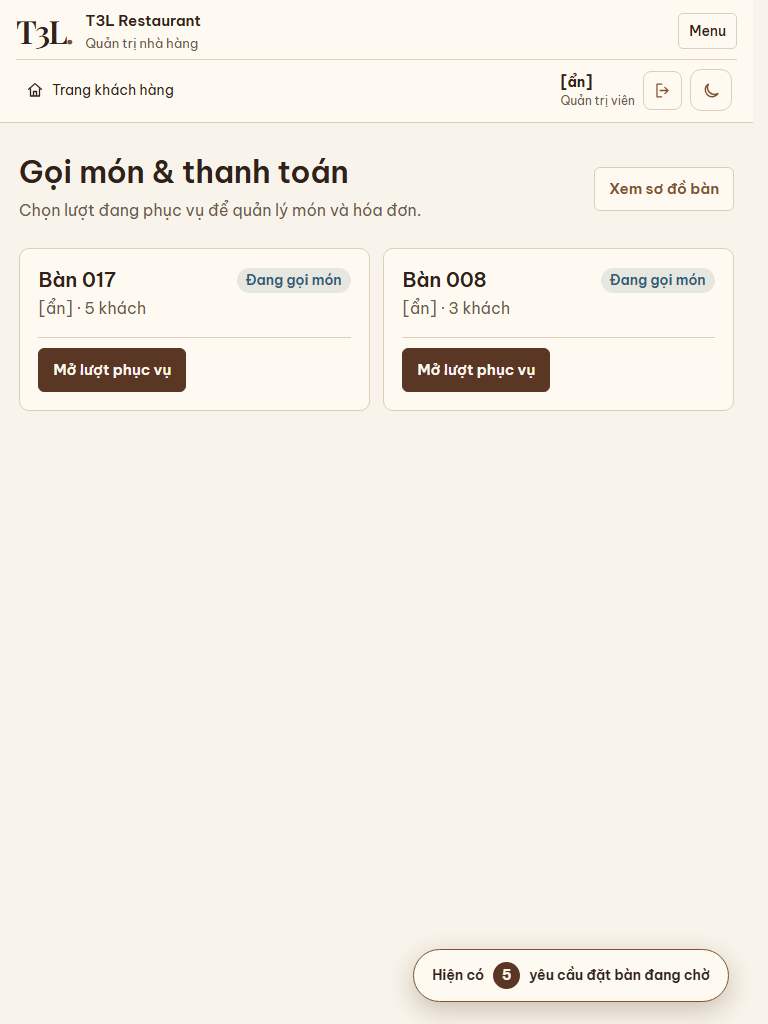 T3L.
T3L Restaurant
Quản trị nhà hàng
Menu
Trang khách hàng
[ẩn]
Quản trị viên
Gọi món & thanh toán
Chọn lượt đang phục vụ để quản lý món và hóa đơn.
Xem sơ đồ bàn
Bàn 017
Đang gọi món
[ẩn] · 5 khách
Mở lượt phục vụ
Bàn 008
Đang gọi món
[ẩn] · 3 khách
Mở lượt phục vụ
Hiện có 5 yêu cầu đặt bàn đang chờ